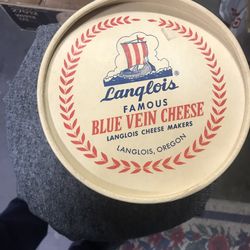 Langlois ®
FAMOUS
BLUE VEIN CHEESE
LANGLOIS CHEESE MAKERS
LANGLOIS, OREGON